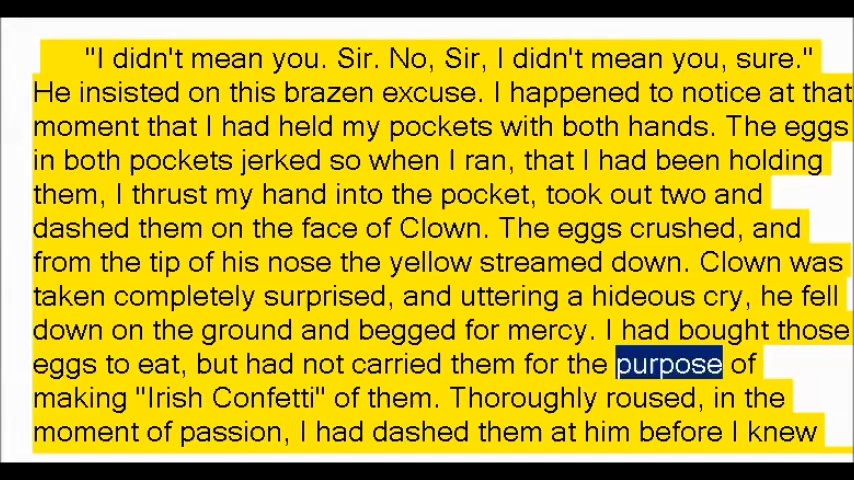 "I didn't mean you. Sir. No, Sir, I didn't mean you, sure."
He insisted on this brazen excuse. I happened to notice at that
moment that I had held my pockets with both hands. The eggs
in both pockets jerked so when I ran, that I had been holding
them, I thrust my hand into the pocket, took out two and
dashed them on the face of Clown. The eggs crushed, and
from the tip of his nose the yellow streamed down. Clown was
taken completely surprised, and uttering a hideous cry, he fell
down on the ground and begged for mercy. I had bought those
eggs to eat, but had not carried them for the purpose of
making "Irish Confetti" of them. Thoroughly roused, in the
moment of passion, I had dashed them at him before I knew